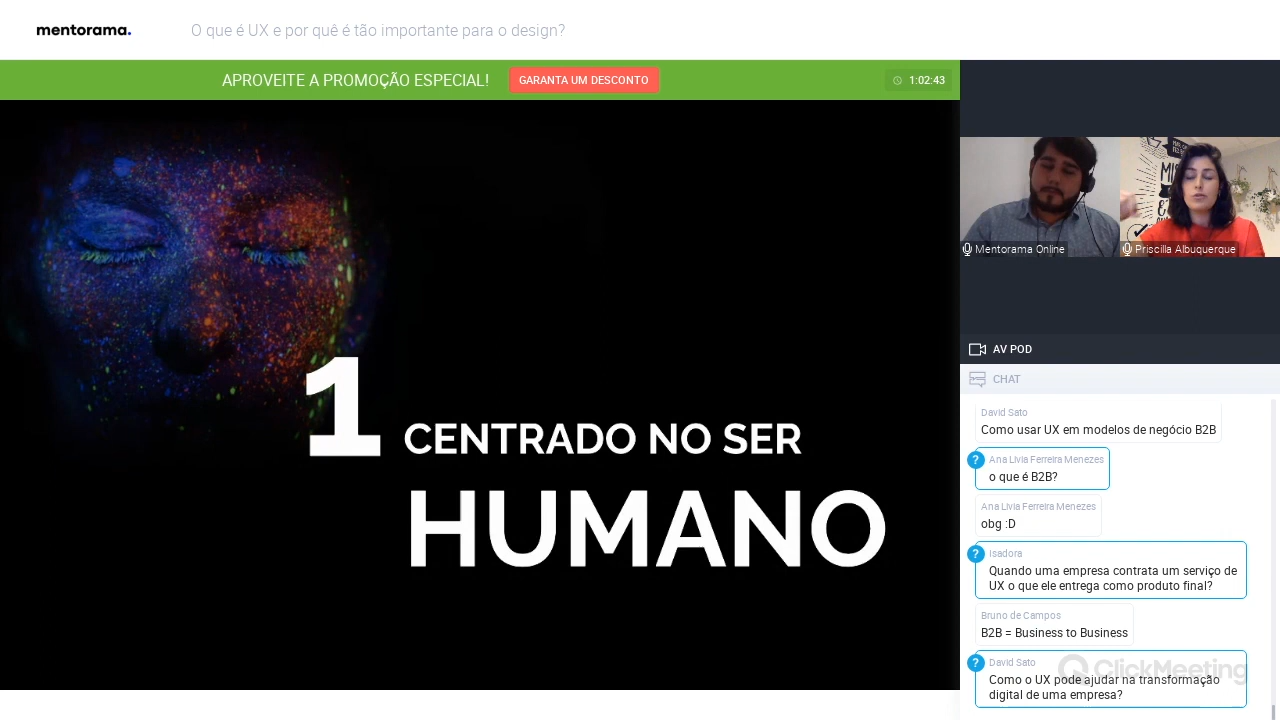 mentorama.
O que é UX e por quê é tão importante para o design?
APROVEITE A PROMOÇÃO ESPECIAL!
GARANTA UM DESCONTO
1:02:43
1 CENTRADO NO SER
HUMANO
Mentorama Online
Priscilla Albuquerque
AV POD
CHAT
David Sato
Como usar UX em modelos de negócio B2B
?
Ana Livia Ferreira Menezes
o que é B2B?
Ana Livia Ferreira Menezes
obg :D
?
Isadora
Quando uma empresa contrata um serviço de
UX o que ele entrega como produto final?
Bruno de Campos
B2B = Business to Business
?
David Sato
Como o UX pode ajudar na transformação
digital de uma empresa?
ClickMeeting